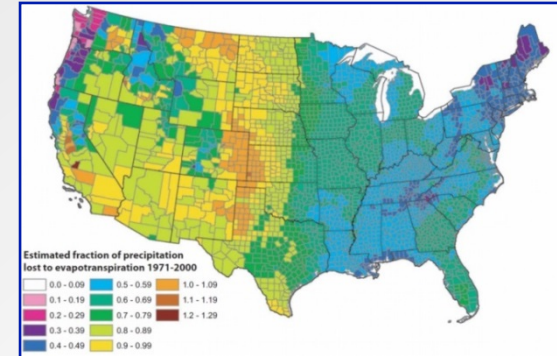 Estimated fraction of precipitation
lost to evapotranspiration 1971-2000
0.0 - 0.09 0.5 - 0.59 1.0 - 1.09
0.1 - 0.19 0.6 - 0.69 1.1 - 1.19
0.2 - 0.29 0.7 - 0.79 1.2 - 1.29
0.3 - 0.39 0.8 - 0.89
0.4 - 0.49 0.9 - 0.99